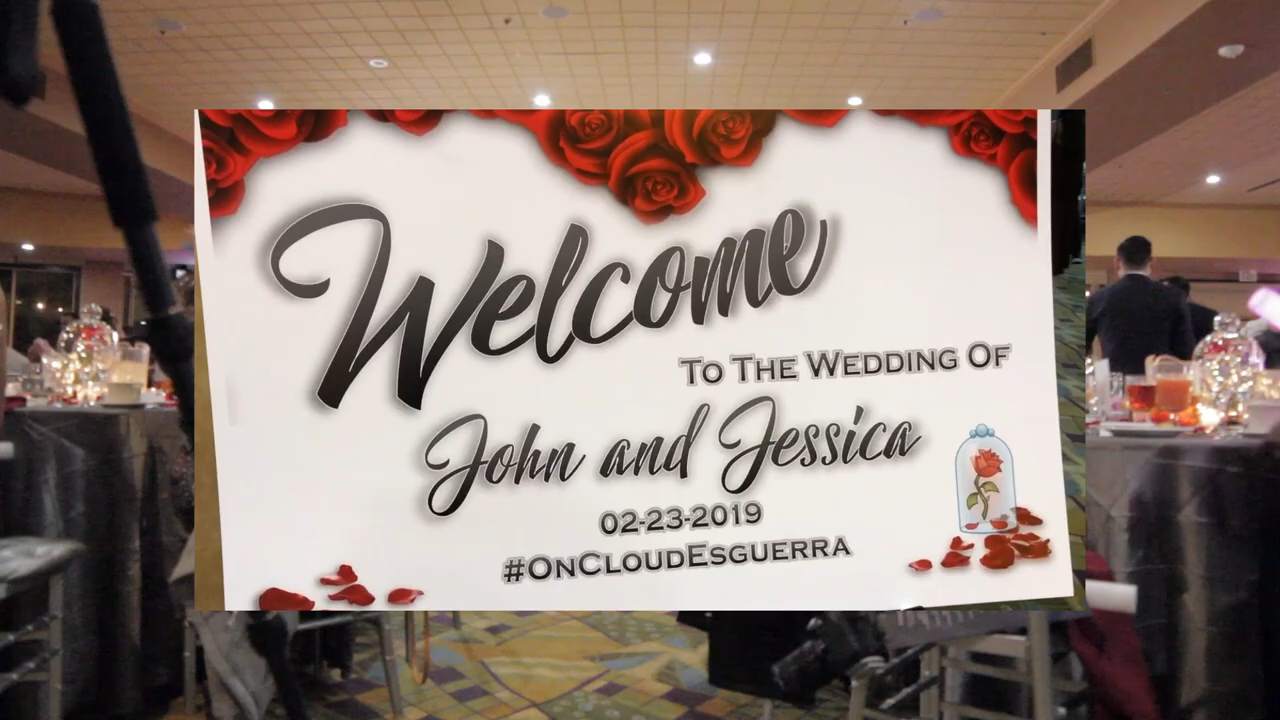 Welcome
To The Wedding Of
John and Jessica
02-23-2019
#OnCloudEsguerra